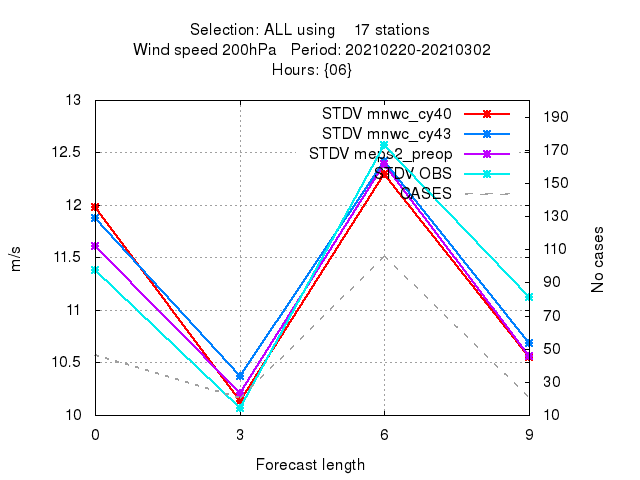 Selection: ALL using    17 stations
Wind speed 200hPa   Period: 20210220-20210302
Hours: {06}
STDV mnwc_cy40
STDV mnwc_cy43
STDV meps2_preop
STDV OBS
CASES
13
12.5
12
11.5
11
10.5
10
190
170
150
130
110
90
70
50
30
10
m/s
No cases
0 3 6 9
Forecast length